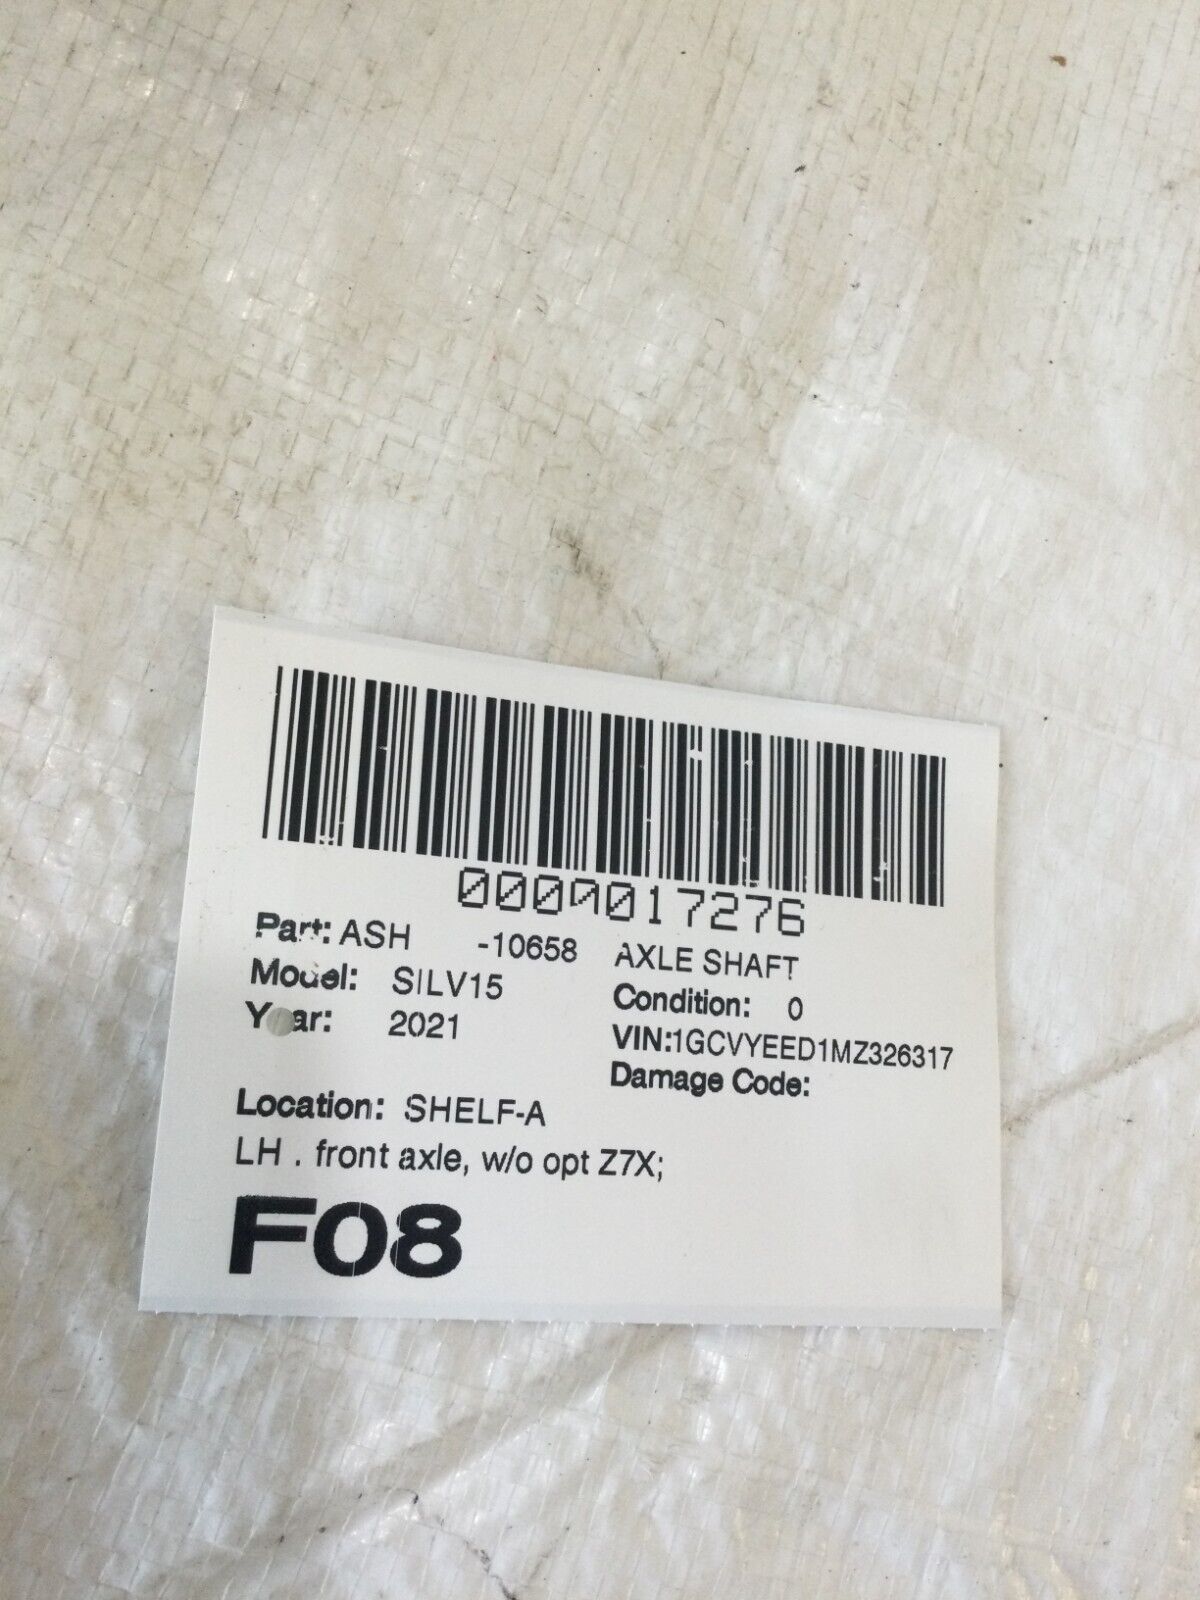 0000017276
Part: ASH -10658 AXLE SHAFT
Model: SILV15 Condition: 0
Year: 2021 VIN:1GCVYEED1MZ326317
Damage Code:
Location: SHELF-A
LH . front axle, w/o opt Z7X;
F08